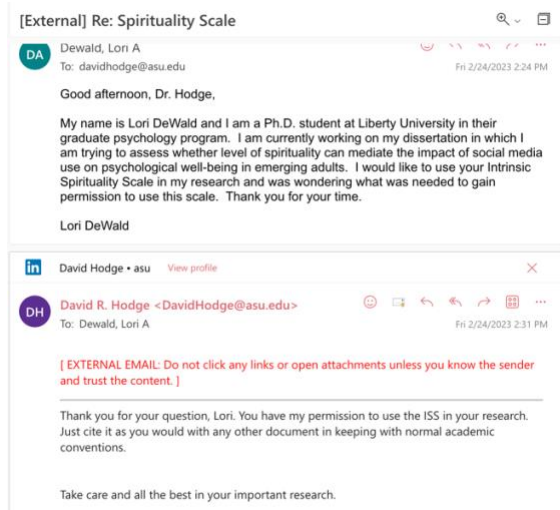 [External] Re: Spirituality Scale
DA
Dewald, Lori A
To: davidhodge@asu.edu
Fri 2/24/2023 2:24 PM
Good afternoon, Dr. Hodge,
My name is Lori DeWald and I am a Ph.D. student at Liberty University in their
graduate psychology program. I am currently working on my dissertation in which I
am trying to assess whether level of spirituality can mediate the impact of social media
use on psychological well-being in emerging adults. I would like to use your Intrinsic
Spirituality Scale in my research and was wondering what was needed to gain
permission to use this scale. Thank you for your time.
Lori DeWald
in
David Hodge • asu View profile
DH
David R. Hodge <DavidHodge@asu.edu>
To: Dewald, Lori A
Fri 2/24/2023 2:31 PM
[ EXTERNAL EMAIL: Do not click any links or open attachments unless you know the sender
and trust the content. ]
Thank you for your question, Lori. You have my permission to use the ISS in your research.
Just cite it as you would with any other document in keeping with normal academic
conventions.
Take care and all the best in your important research.